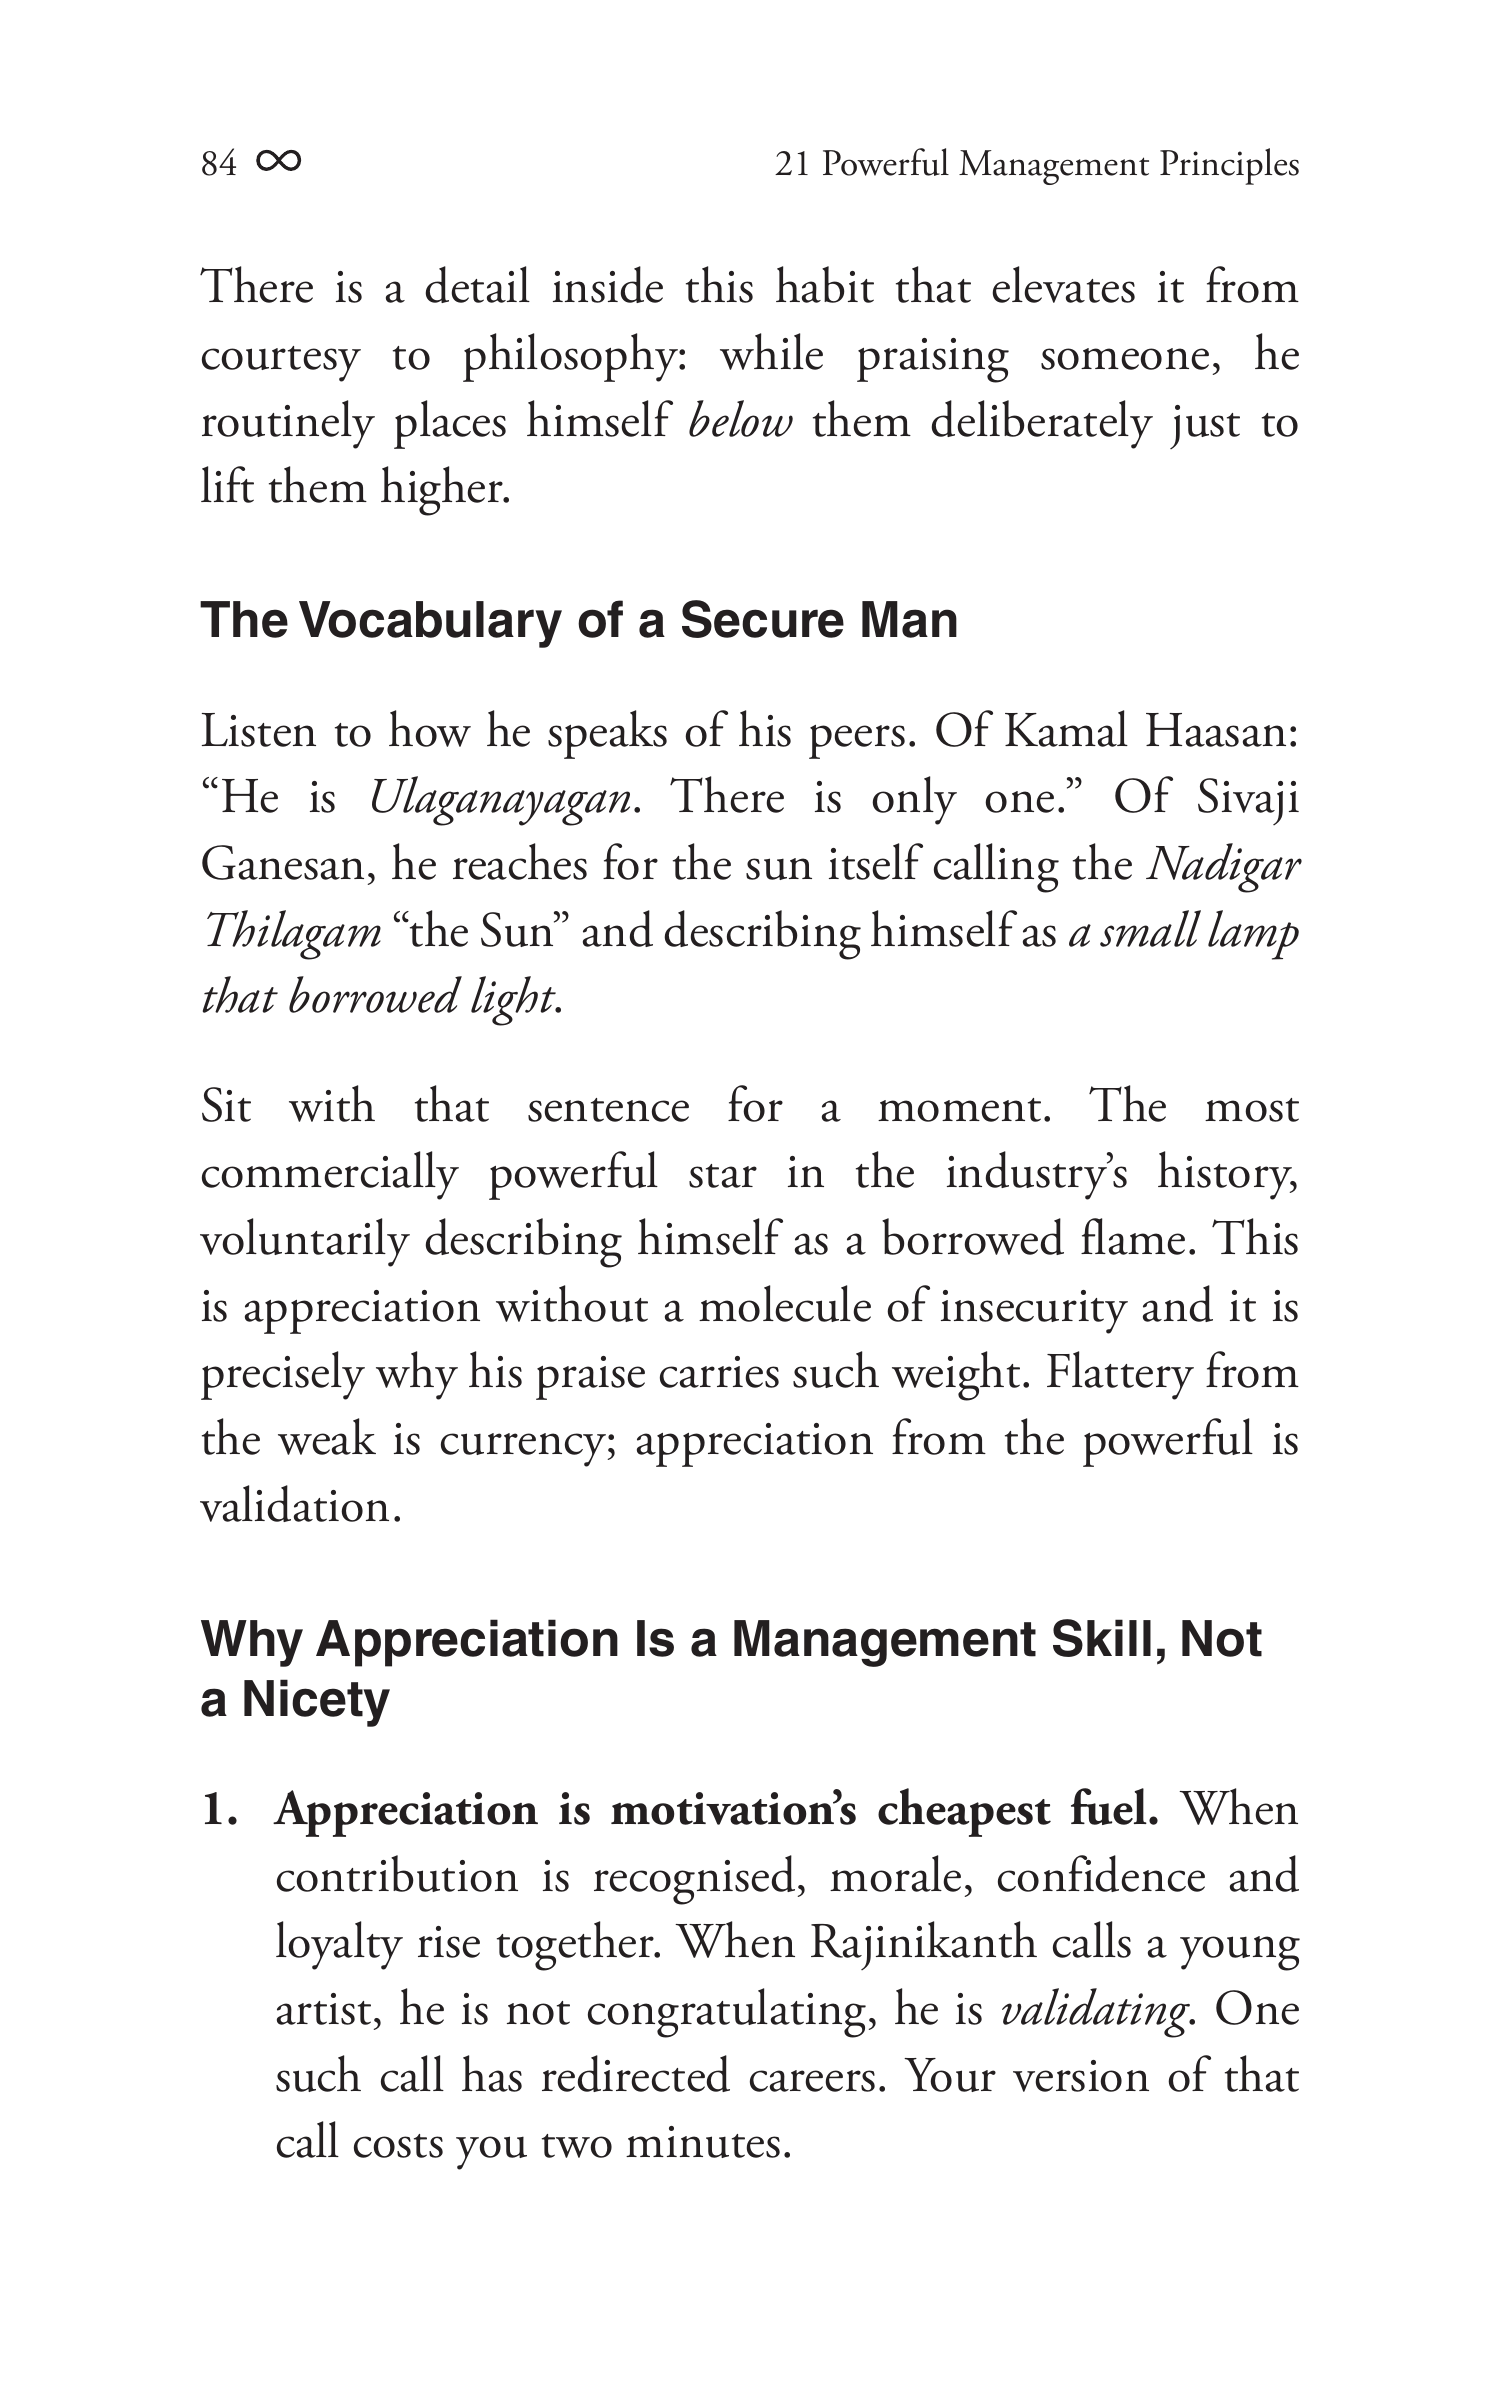 84 ∞ 21 Powerful Management Principles
There is a detail inside this habit that elevates it from
courtesy to philosophy: while praising someone, he
routinely places himself below them deliberately just to
lift them higher.
The Vocabulary of a Secure Man
Listen to how he speaks of his peers. Of Kamal Haasan:
“He is Ulaganayagan. There is only one.” Of Sivaji
Ganesan, he reaches for the sun itself calling the Nadigar
Thilagam “the Sun” and describing himself as a small lamp
that borrowed light.
Sit with that sentence for a moment. The most
commercially powerful star in the industry’s history,
voluntarily describing himself as a borrowed flame. This
is appreciation without a molecule of insecurity and it is
precisely why his praise carries such weight. Flattery from
the weak is currency; appreciation from the powerful is
validation.
Why Appreciation Is a Management Skill, Not
a Nicety
1. Appreciation is motivation’s cheapest fuel. When
contribution is recognised, morale, confidence and
loyalty rise together. When Rajinikanth calls a young
artist, he is not congratulating, he is validating. One
such call has redirected careers. Your version of that
call costs you two minutes.